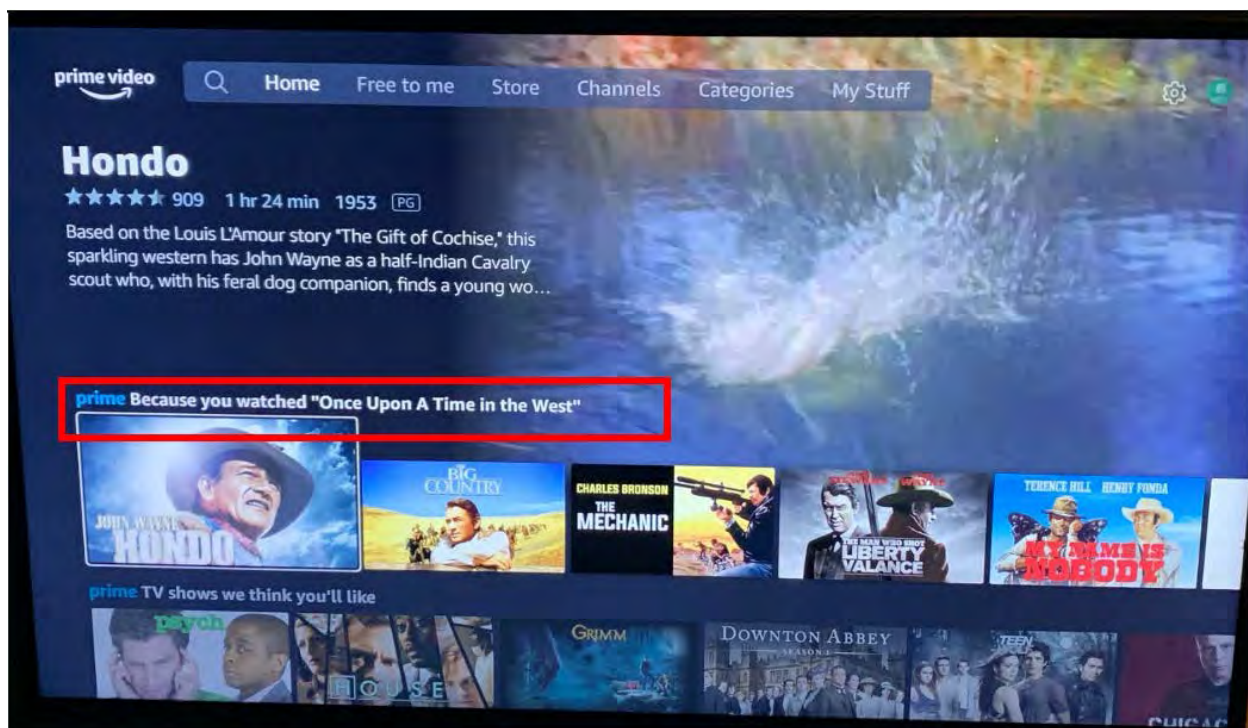 prime video
Home Free to me Store Channels Categories My Stuff
Hondo
909 1 hr 24 min 1953 PG
Based on the Louis L'Amour story "The Gift of Cochise," this
sparkling western has John Wayne as a half-Indian Cavalry
scout who, with his feral dog companion, finds a young wo...
prime Because you watched "Once Upon A Time in the West"
JOHN WAYNE
HONDO
THE
BIG
COUNTRY
CHARLES BRONSON
THE
MECHANIC
wayne
THE MAN WHO SHOT
LIBERTY
VALANCE
TERENCE HILL HENRY FONDA
MY NAME IS
NOBODY
prime TV shows we think you'll like
psych
HOUSE
GRIMM
DOWNTON ABBEY
SEASON 1
TEEN